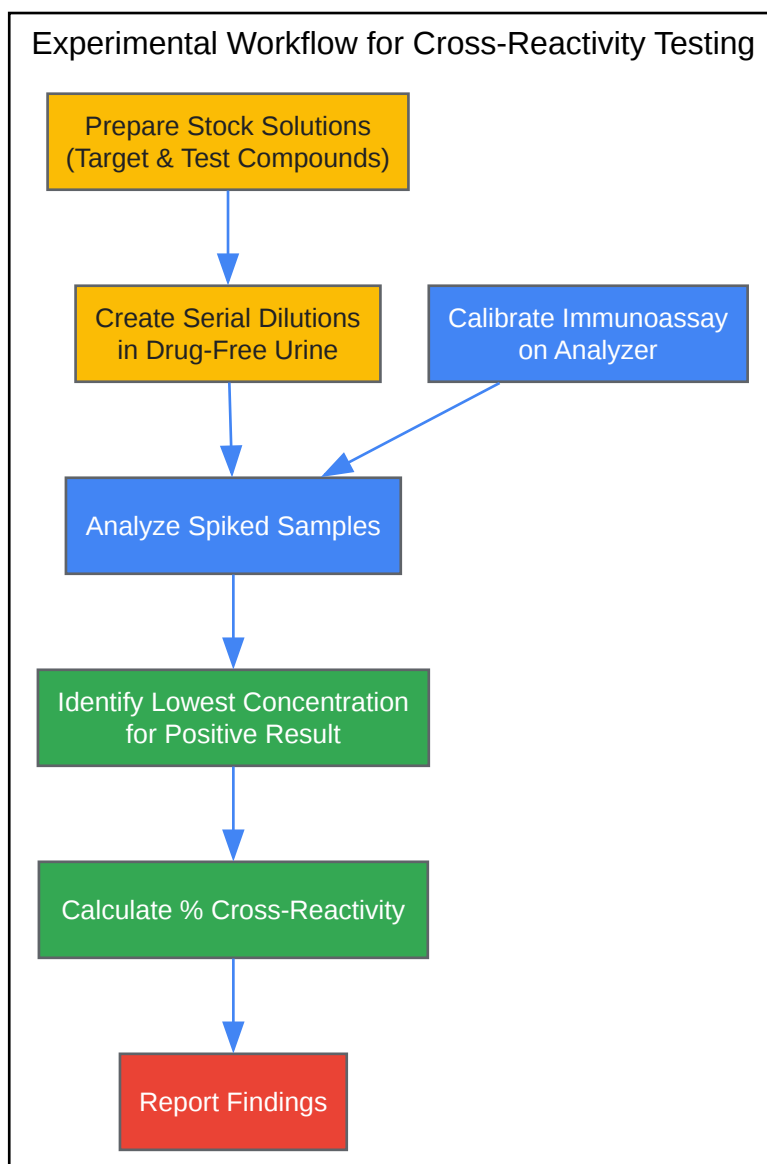 Experimental Workflow for Cross-Reactivity Testing
Prepare Stock Solutions
(Target & Test Compounds)
Create Serial Dilutions
in Drug-Free Urine
Calibrate Immunoassay
on Analyzer
Analyze Spiked Samples
Identify Lowest Concentration
for Positive Result
Calculate % Cross-Reactivity
Report Findings